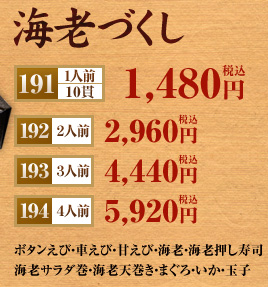 海老づくし
191 1人前 10貫 1,480円 税込
192 2人前 2,960円 税込
193 3人前 4,440円 税込
194 4人前 5,920円 税込
ボタンえび・車えび・甘えび・海老・海老押し寿司
海老サラダ巻・海老天巻き・まぐろ・いか・玉子